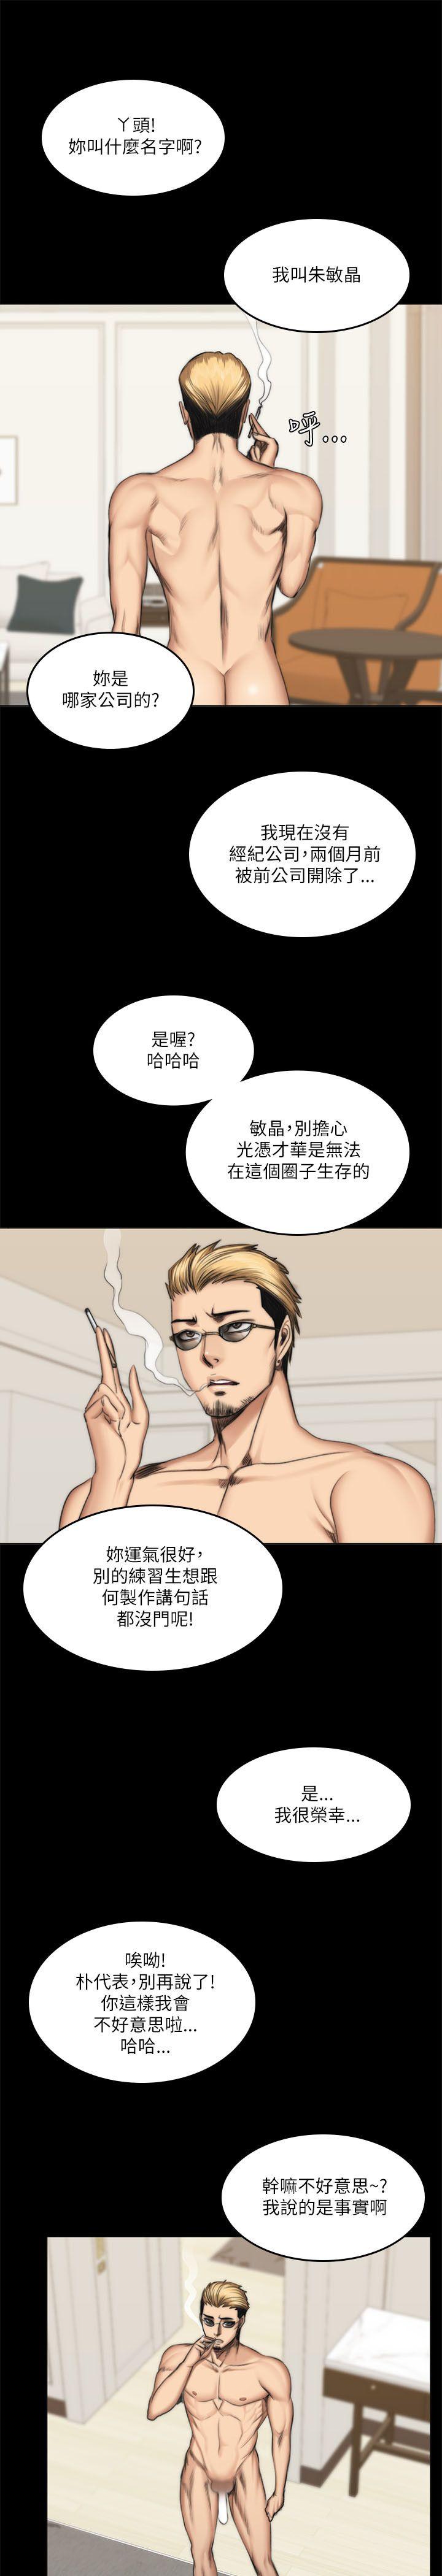 ㄚ頭!
妳叫什麼名字啊?
我叫朱敏晶
呼...
妳是
哪家公司的?
我現在沒有
經紀公司,兩個月前
被前公司開除了...
是喔?
哈哈哈
敏晶,別擔心
光憑才華是無法
在這個圈子生存的
妳運氣很好,
別的練習生想跟
何製作講句話
都沒門呢!
是...
我很榮幸...
唉呦!
朴代表,別再說了!
你這樣我會
不好意思啦...
哈哈...
幹嘛不好意思~?
我說的是事實啊